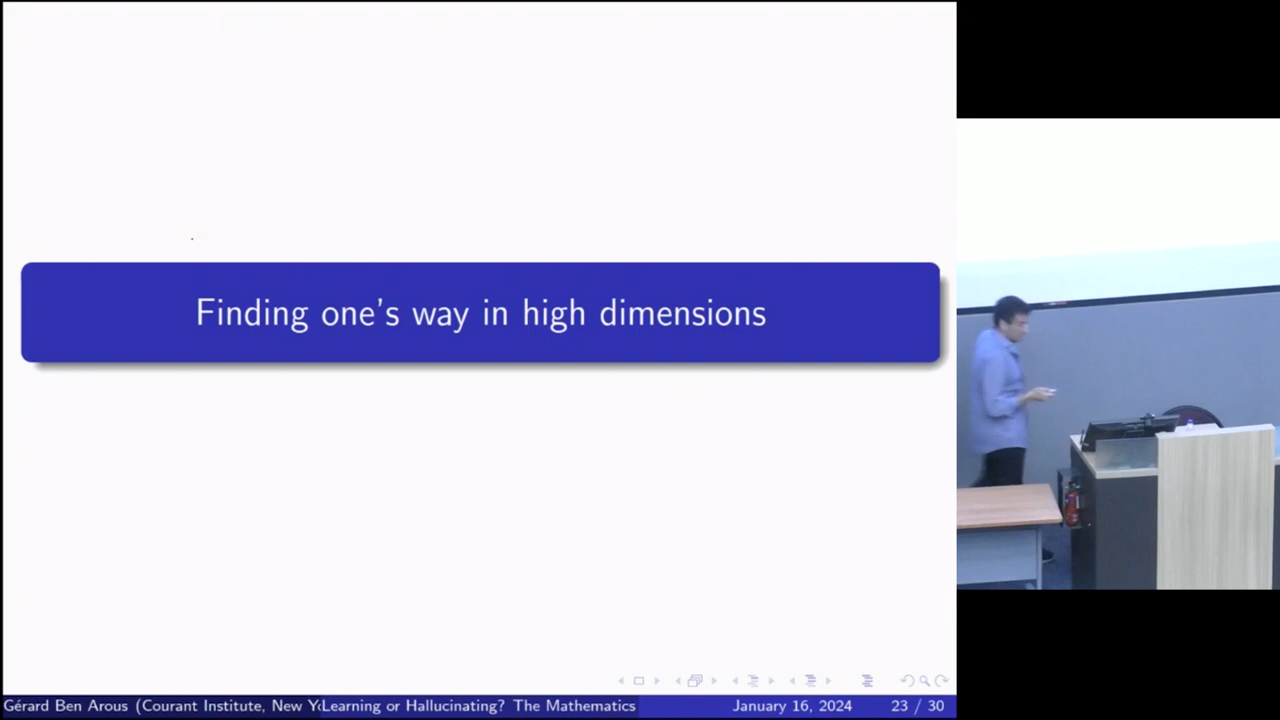 Finding one's way in high dimensions
Gérard Ben Arous (Courant Institute, New Learning or Hallucinating? The Mathematics January 16, 2024 23 / 30